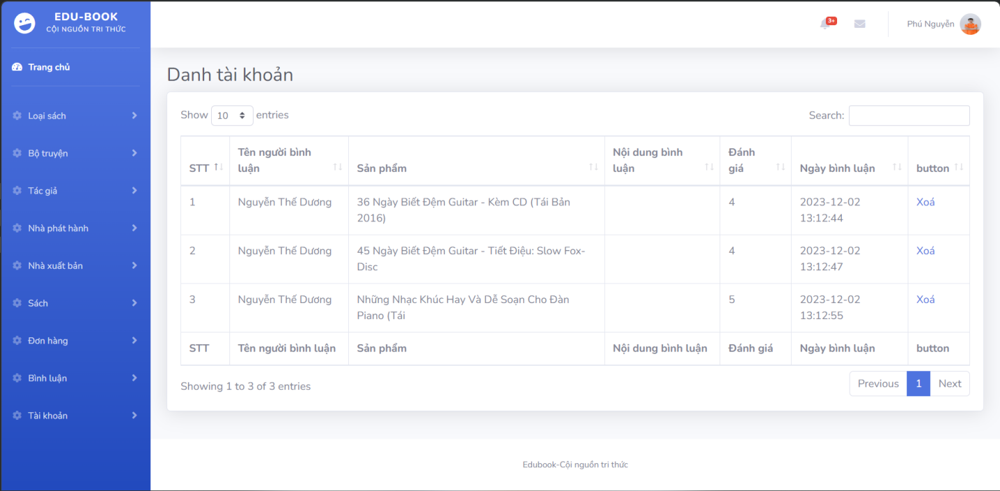 EDU-BOOK
CỘI NGUỒN TRI THỨC
3+
Phú Nguyễn
Trang chủ
Loại sách
Bộ truyện
Tác giả
Nhà phát hành
Nhà xuất bản
Sách
Đơn hàng
Bình luận
Tài khoản
Danh tài khoản
Show 10 entries
Search:
STT
Tên người bình
luận
Sản phẩm
Nội dung bình
luận
Đánh
giá
Ngày bình luận
button
1
Nguyễn Thế Dương
36 Ngày Biết Đệm Guitar - Kèm CD (Tái Bản
2016)
4
2023-12-02
13:12:44
Xoá
2
Nguyễn Thế Dương
45 Ngày Biết Đệm Guitar - Tiết Điệu: Slow Fox-
Disc
4
2023-12-02
13:12:47
Xoá
3
Nguyễn Thế Dương
Những Nhạc Khúc Hay Và Dễ Soạn Cho Đàn
Piano (Tái
5
2023-12-02
13:12:55
Xoá
STT
Tên người bình luận
Sản phẩm
Nội dung bình luận
Đánh giá
Ngày bình luận
button
Showing 1 to 3 of 3 entries
Previous 1 Next
Edubook-Cội nguồn tri thức